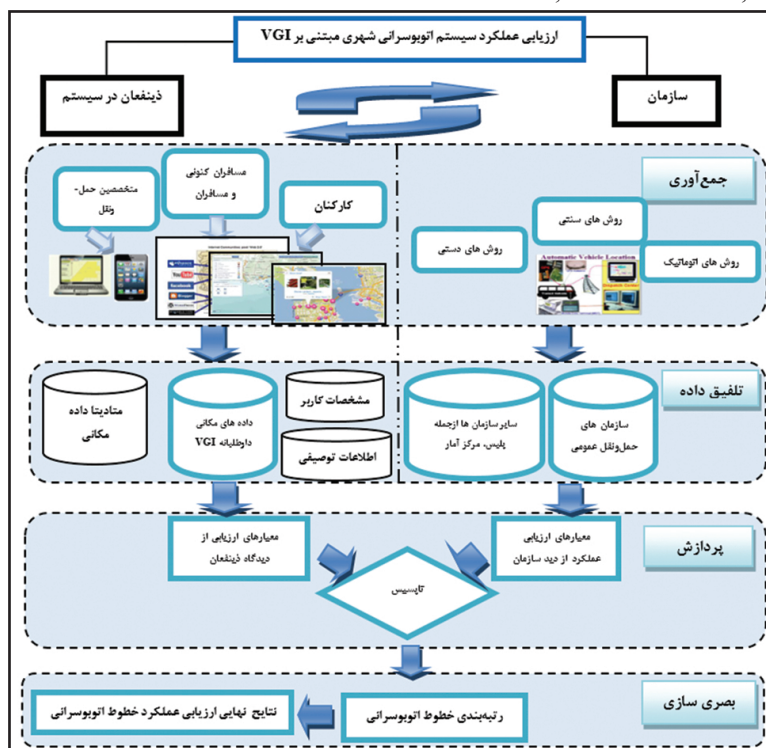 ارزیابی عملکرد سیستم اتوبوسرانی شهری مبتنی بر VGI
سازمان
ذینفعان در سیستم
جمع‌آوری
روش های سنتی
روش های دستی
روش های اتوماتیک
Automatic Vehicle Location
مسافران کنونی
و مسافران
کارکنان
متخصصین حمل-
ونقل
YouTube
facebook
تلفیق داده
سازمان های
حمل‌ونقل عمومی
سایر سازمان ها ازجمله
پلیس، مرکز آمار
مشخصات کاربر
اطلاعات توصیفی
داده های مکانی
داوطلبانه VGI
متادیتا داده
مکانی
پردازش
معیارهای ارزیابی
عملکرد از دید سازمان
معیارهای ارزیابی از
دیدگاه ذینفعان
تاپسیس
بصری سازی
رتبه‌بندی خطوط اتوبوسرانی
نتایج نهایی ارزیابی عملکرد خطوط اتوبوسرانی